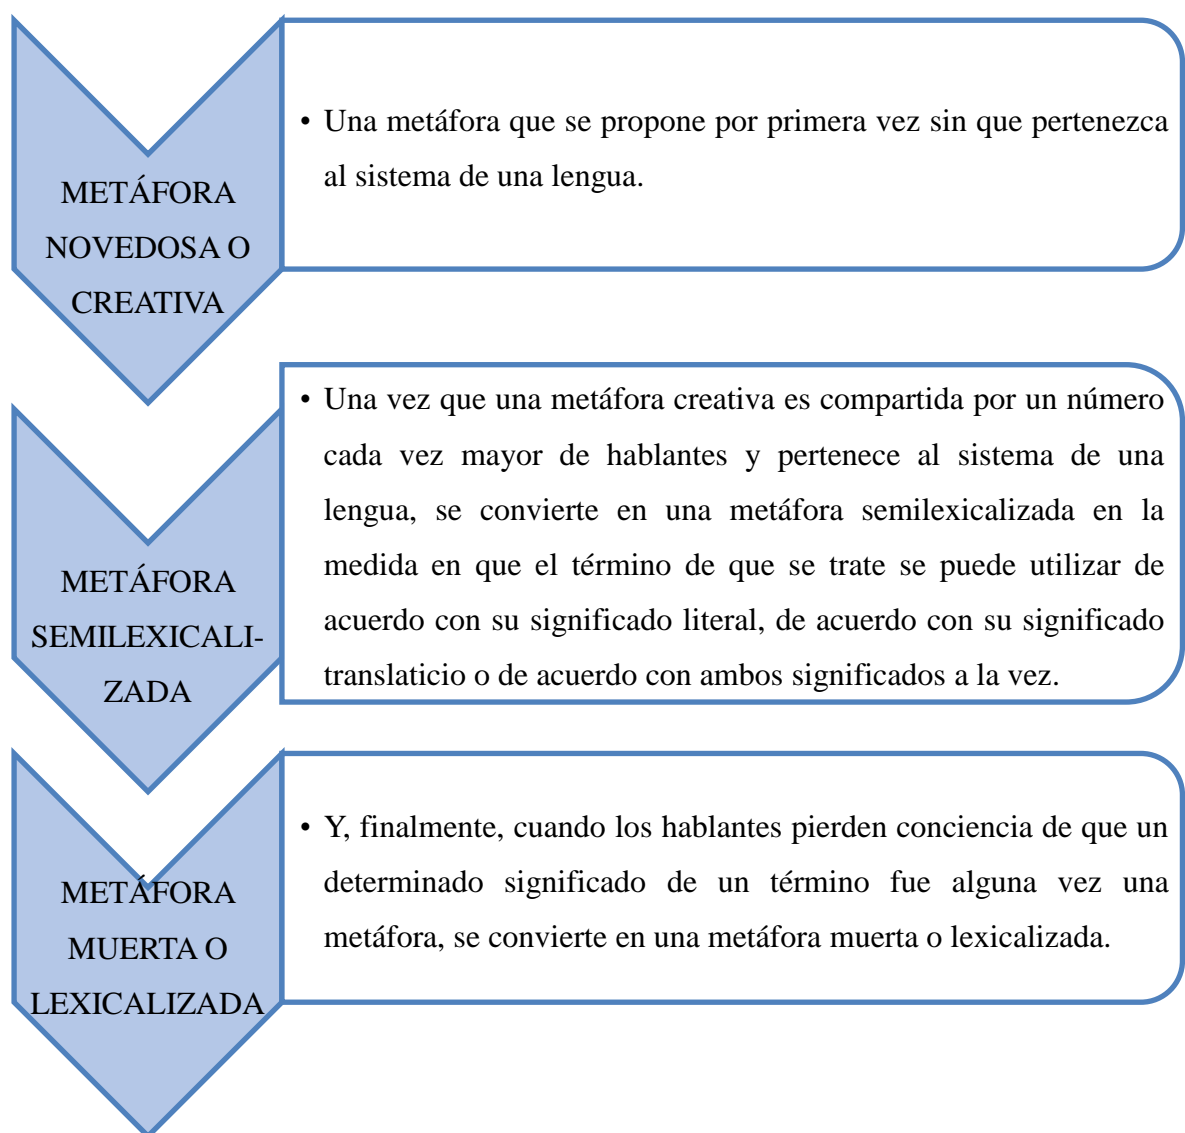 METÁFORA
NOVEDOSA O
CREATIVA
• Una metáfora que se propone por primera vez sin que pertenezca
al sistema de una lengua.
METÁFORA
SEMILEXICALI-
ZADA
• Una vez que una metáfora creativa es compartida por un número
cada vez mayor de hablantes y pertenece al sistema de una
lengua, se convierte en una metáfora semilexicalizada en la
medida en que el término de que se trate se puede utilizar de
acuerdo con su significado literal, de acuerdo con su significado
translaticio o de acuerdo con ambos significados a la vez.
METÁFORA
MUERTA O
LEXICALIZADA
• Y, finalmente, cuando los hablantes pierden conciencia de que un
determinado significado de un término fue alguna vez una
metáfora, se convierte en una metáfora muerta o lexicalizada.